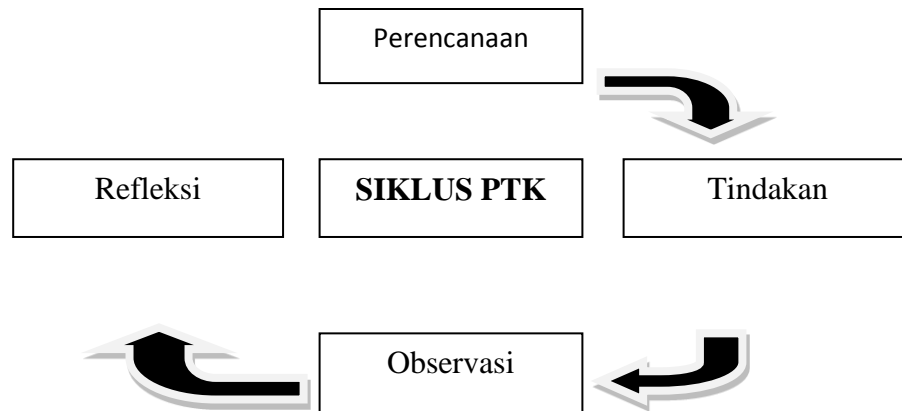 Perencanaan
Refleksi
SIKLUS PTK
Tindakan
Observasi